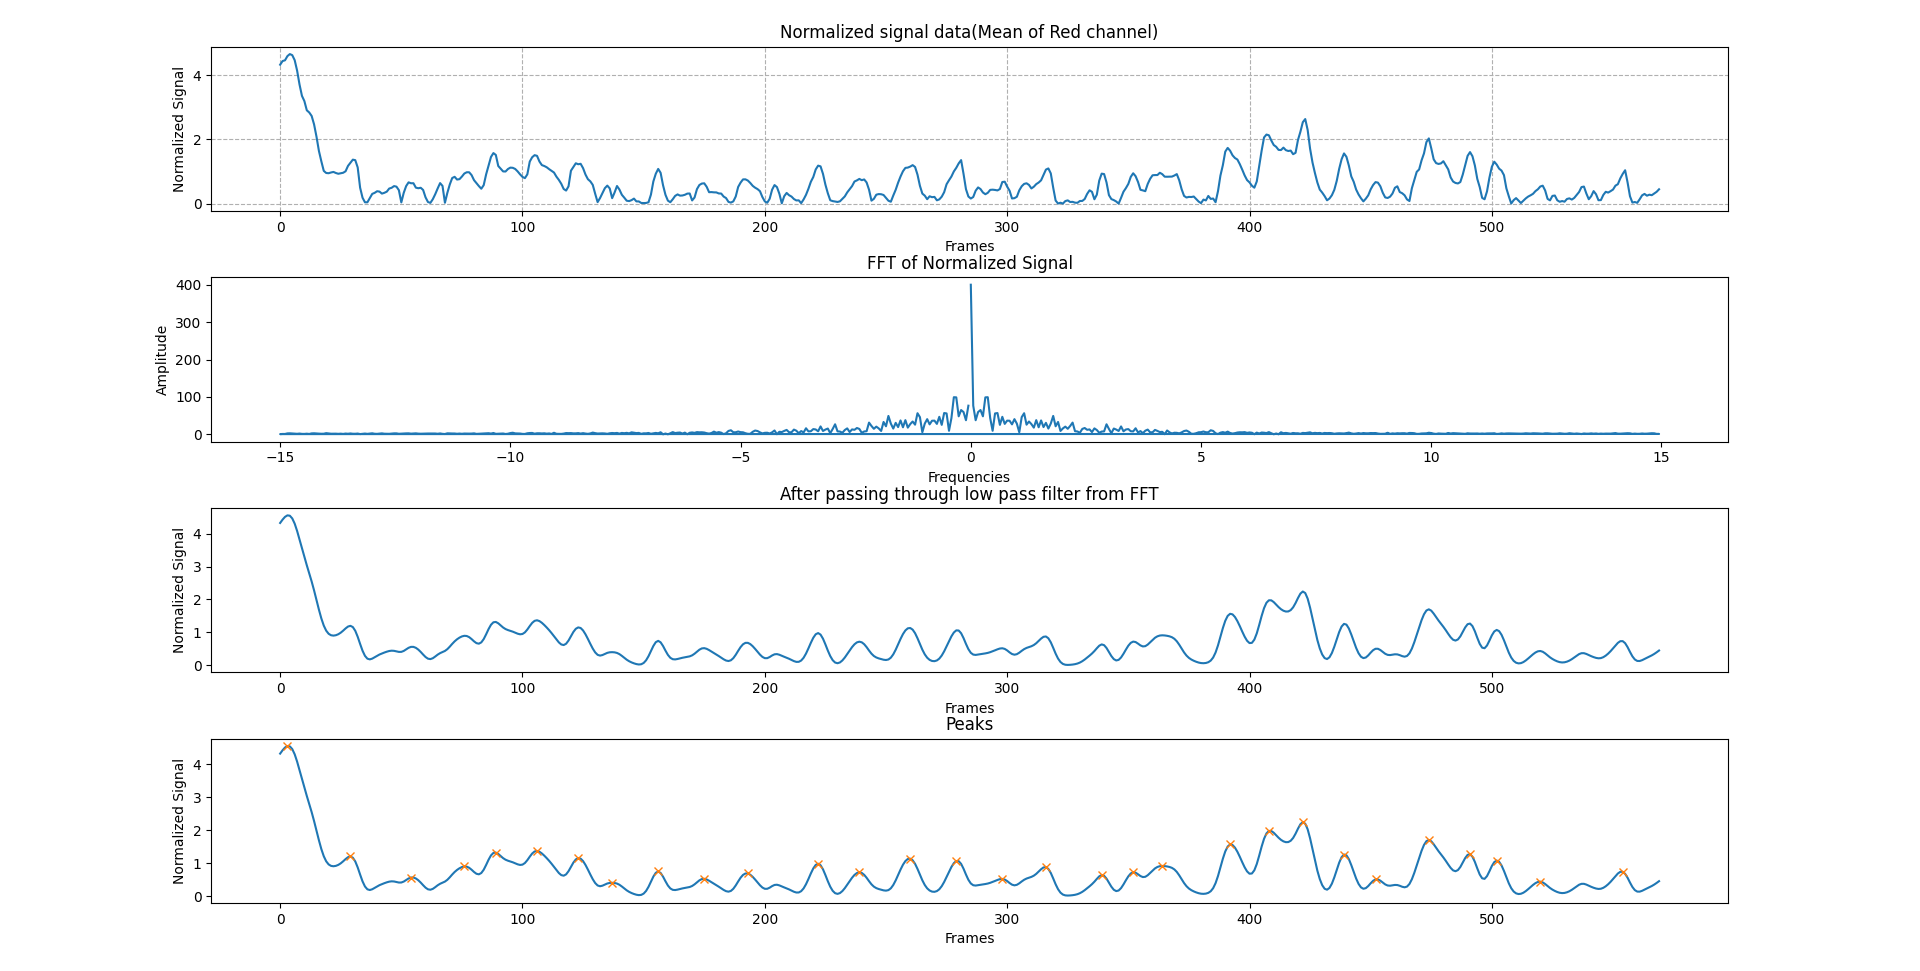 Normalized signal data(Mean of Red channel)
Normalized Signal
4
2
0
0 100 200 300 400 500
Frames
FFT of Normalized Signal
Amplitude
400
300
200
100
0
−15 −10 −5 0 5 10 15
Frequencies
After passing through low pass filter from FFT
Normalized Signal
4
3
2
1
0
0 100 200 300 400 500
Frames
Peaks
Normalized Signal
4
3
2
1
0
0 100 200 300 400 500
Frames